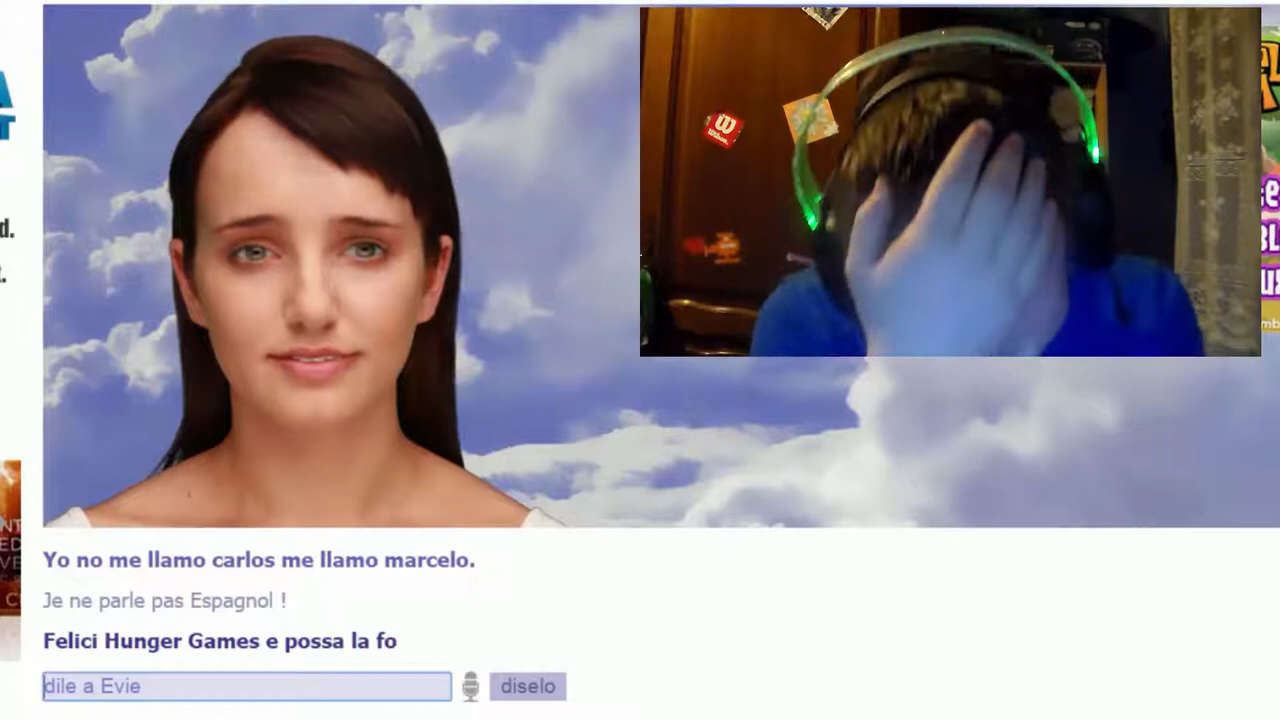 d.
t.
Wilson
Yo no me llamo carlos me llamo marcelo.
Je ne parle pas Espagnol !
Felici Hunger Games e possa la fo
dile a Evie
diselo